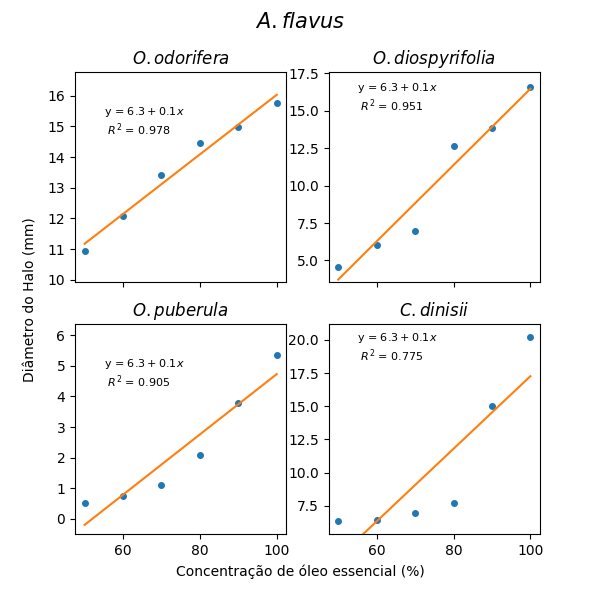 A. flavus
O. odorifera
O. diospyrifolia
16
15
14
13
12
11
10
y = 6.3 + 0.1x
R² = 0.978
17.5
15.0
12.5
10.0
7.5
5.0
y = 6.3 + 0.1x
R² = 0.951
Diâmetro do Halo (mm)
O. puberula
C. dinisii
6
5
4
3
2
1
0
y = 6.3 + 0.1x
R² = 0.905
60 80 100
20.0
17.5
15.0
12.5
10.0
7.5
y = 6.3 + 0.1x
R² = 0.775
60 80 100
Concentração de óleo essencial (%)